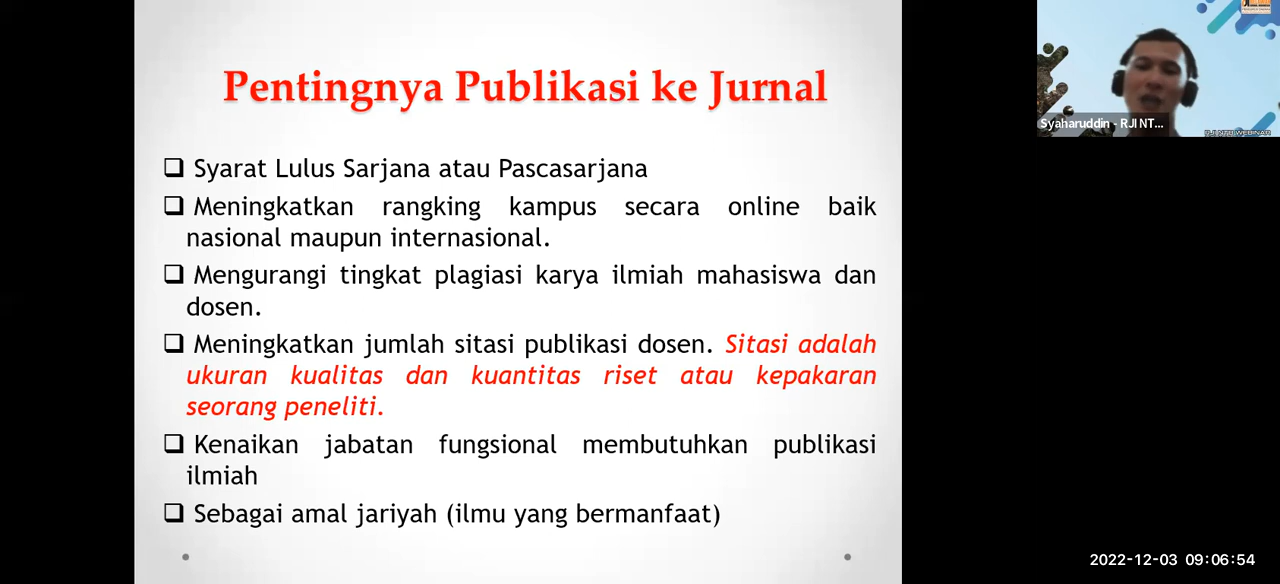 Pentingnya Publikasi ke Jurnal
Syarat Lulus Sarjana atau Pascasarjana
Meningkatkan rangking kampus secara online baik
nasional maupun internasional.
Mengurangi tingkat plagiasi karya ilmiah mahasiswa dan
dosen.
Meningkatkan jumlah sitasi publikasi dosen. Sitasi adalah
ukuran kualitas dan kuantitas riset atau kepakaran
seorang peneliti.
Kenaikan jabatan fungsional membutuhkan publikasi
ilmiah
Sebagai amal jariyah (ilmu yang bermanfaat)
Syaharuddin - RJI NT...
RJI NTB WEBINAR
2022-12-03 09:06:54